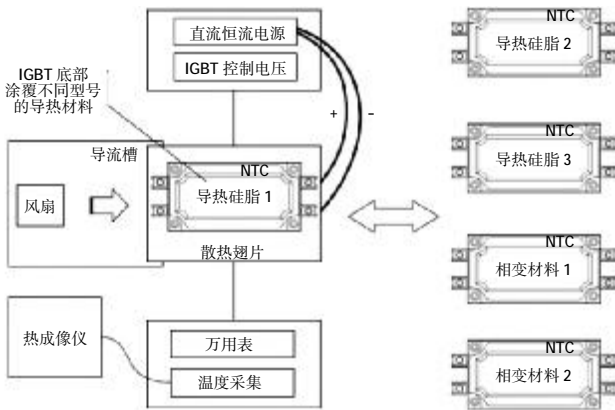 直流恒流电源
IGBT 控制电压
IGBT 底部
涂覆不同型号
的导热材料
+
-
导流槽
风扇
NTC
导热硅脂 1
散热翅片
热成像仪
万用表
温度采集
NTC
导热硅脂 2
NTC
导热硅脂 3
NTC
相变材料 1
NTC
相变材料 2